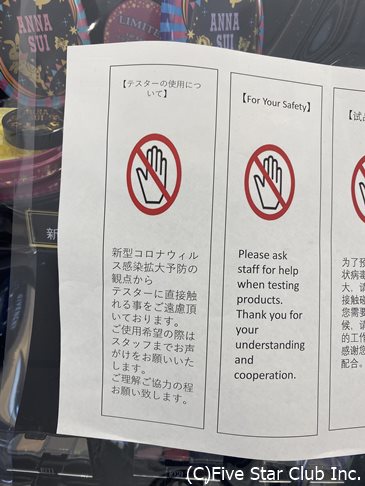 ANNA
SUI
LIMITE
ANNA
SUI
【テスターの使用につ
いて】
新型コロナウィル
ス感染拡大予防の
観点から
テスターに直接触
れる事をご遠慮頂
いております。
ご使用希望の際は
スタッフまでお声
がけをお願いいた
します。
ご理解ご協力の程
お願い致します。
【For Your Safety】
Please ask
staff for help
when testing
products.
Thank you for
your
understanding
and
cooperation.
【试
为了预
状病毒
大，请
接触碰
您需要
候，请
的工作
感谢您
配合。
新
(C)Five Star Club Inc.